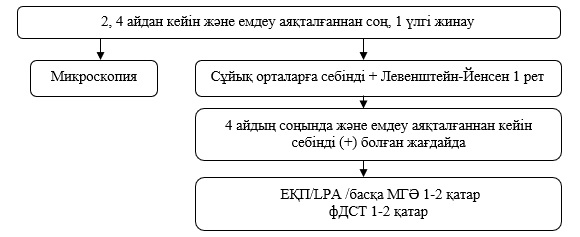 2, 4 айдан кейін және емдеу аяқталғаннан соң, 1 үлгі жинау
Микроскопия
Сұйық орталарға себінді + Левенштейн-Йенсен 1 рет
4 айдың соңында және емдеу аяқталғаннан кейін
себінді (+) болған жағдайда
ЕҚП/LPA /басқа МГӘ 1-2 қатар
фДСТ 1-2 қатар